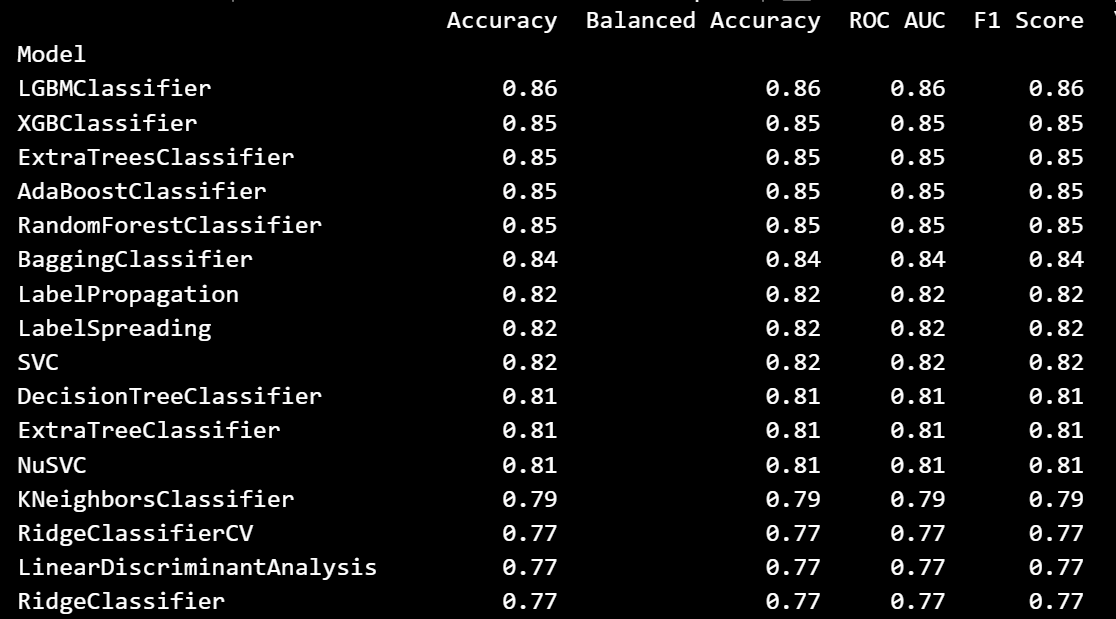 Accuracy Balanced Accuracy ROC AUC F1 Score
Model
LGBMClassifier 0.86 0.86 0.86 0.86
XGBClassifier 0.85 0.85 0.85 0.85
ExtraTreesClassifier 0.85 0.85 0.85 0.85
AdaBoostClassifier 0.85 0.85 0.85 0.85
RandomForestClassifier 0.85 0.85 0.85 0.85
BaggingClassifier 0.84 0.84 0.84 0.84
LabelPropagation 0.82 0.82 0.82 0.82
LabelSpreading 0.82 0.82 0.82 0.82
SVC 0.82 0.82 0.82 0.82
DecisionTreeClassifier 0.81 0.81 0.81 0.81
ExtraTreeClassifier 0.81 0.81 0.81 0.81
NuSVC 0.81 0.81 0.81 0.81
KNeighborsClassifier 0.79 0.79 0.79 0.79
RidgeClassifierCV 0.77 0.77 0.77 0.77
LinearDiscriminantAnalysis 0.77 0.77 0.77 0.77
RidgeClassifier 0.77 0.77 0.77 0.77